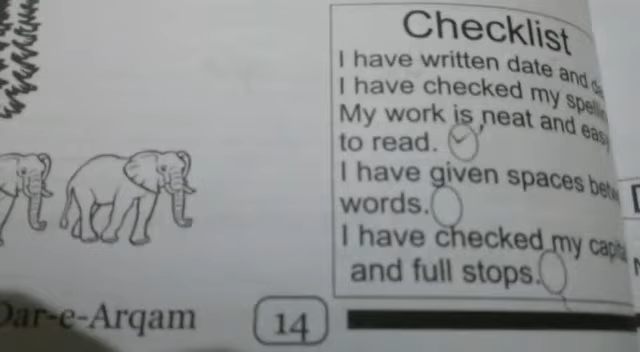 Checklist
I have written date and
I have checked my
My work is neat and
to read.
I have given spaces
words.
I have checked my
and full stops.
Dar-e-Arqam
14